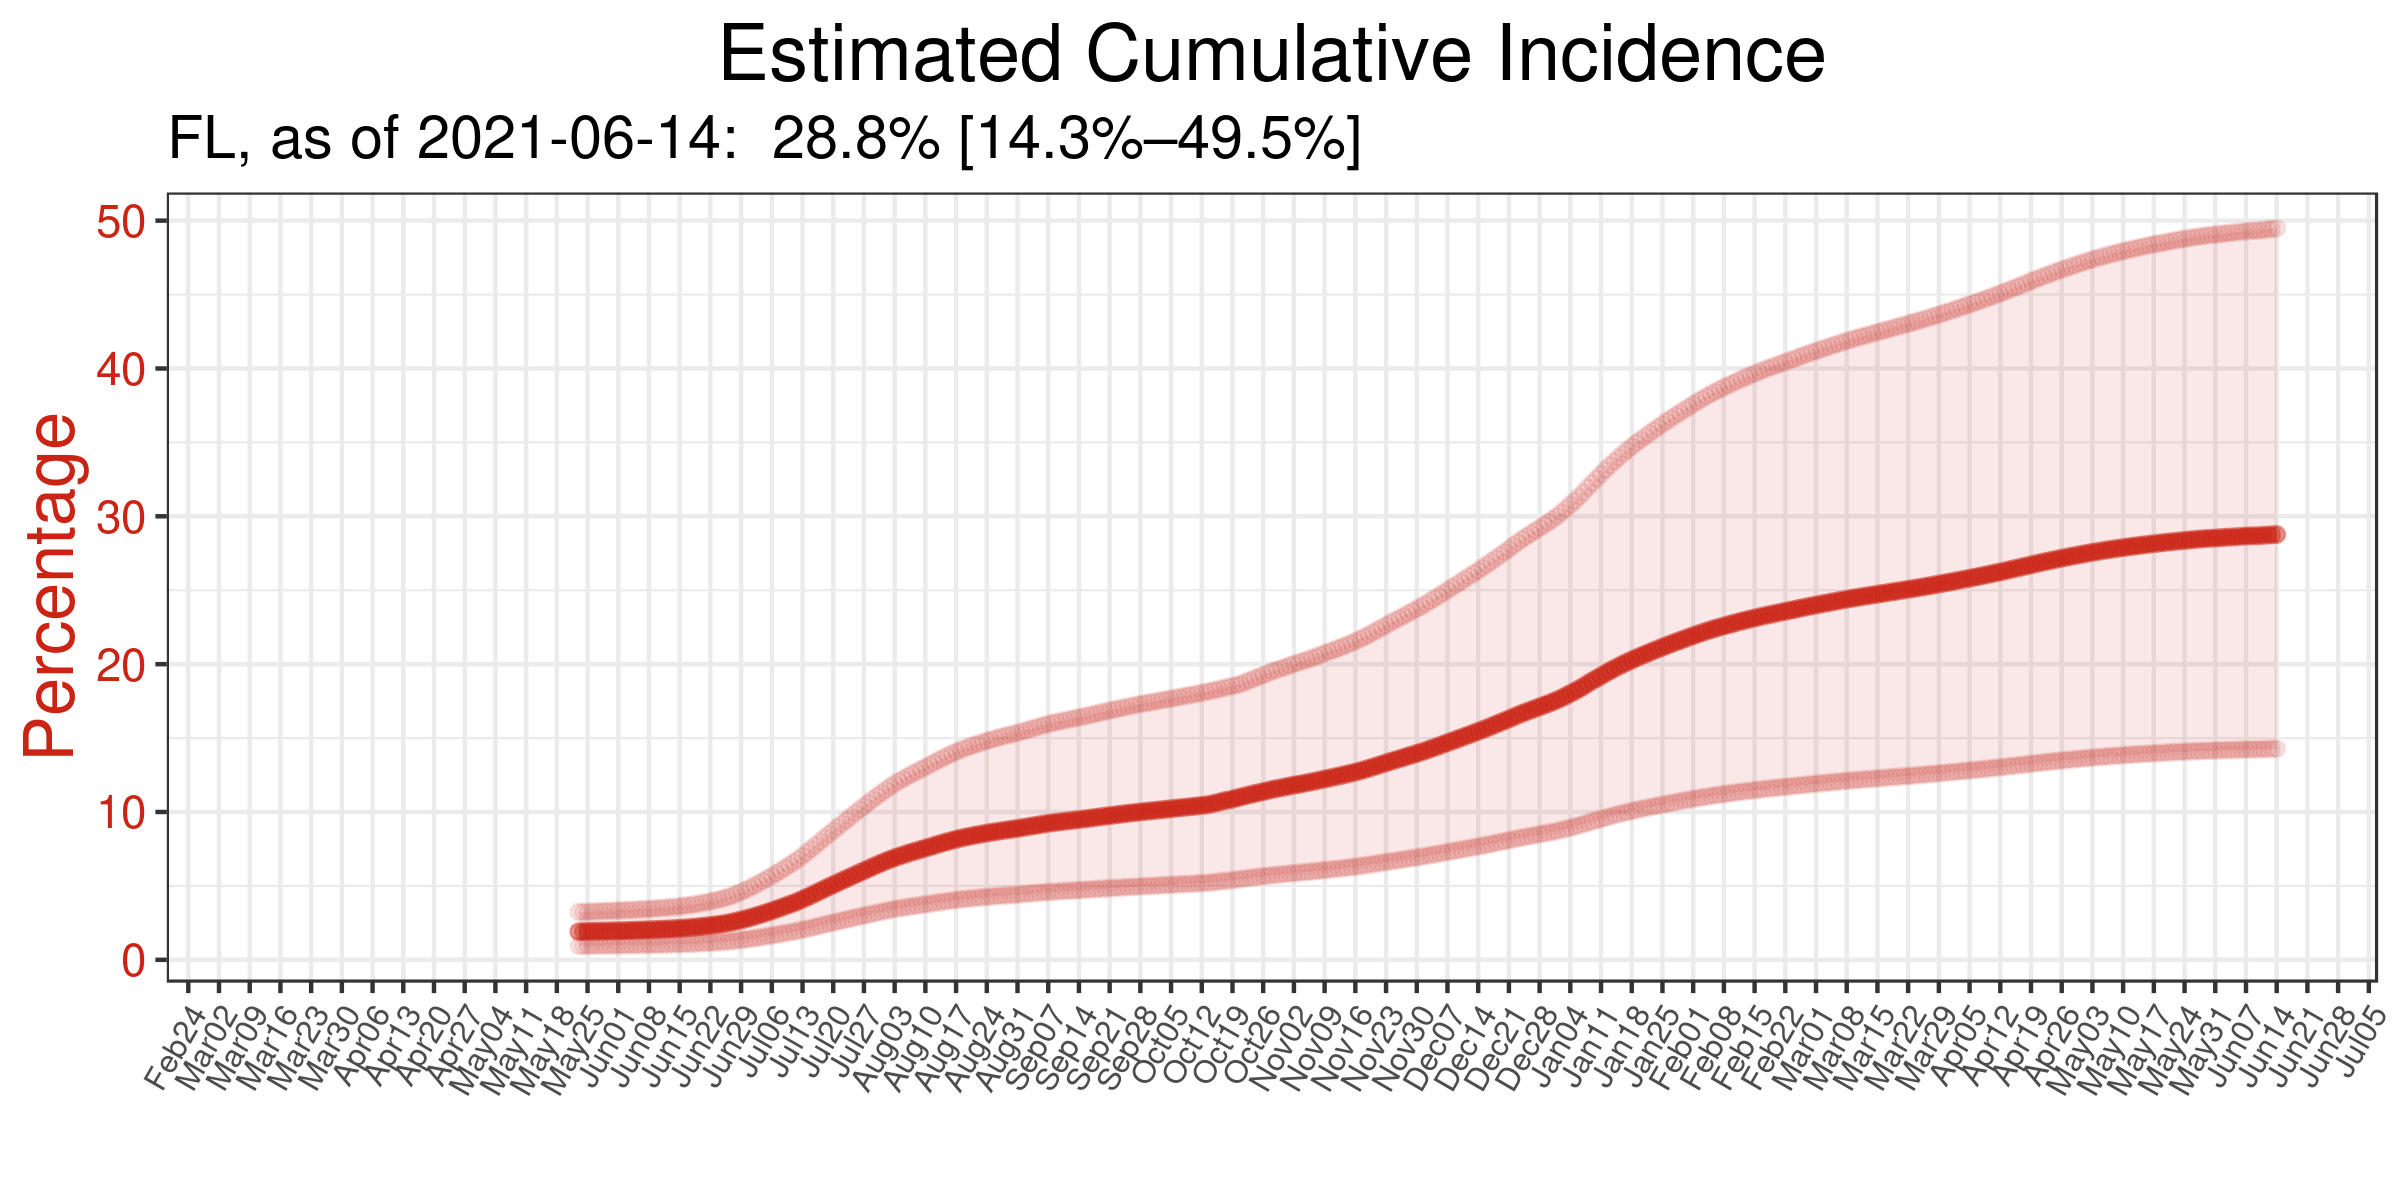 Estimated Cumulative Incidence
FL, as of 2021-06-14:  28.8% [14.3%–49.5%]
Percentage
50
40
30
20
10
0
Feb24
Mar02
Mar09
Mar16
Mar23
Mar30
Apr06
Apr13
Apr20
Apr27
May04
May11
May18
May25
Jun01
Jun08
Jun15
Jun22
Jun29
Jul06
Jul13
Jul20
Jul27
Aug03
Aug10
Aug17
Aug24
Aug31
Sep07
Sep14
Sep21
Sep28
Oct05
Oct12
Oct19
Oct26
Nov02
Nov09
Nov16
Nov23
Nov30
Dec07
Dec14
Dec21
Dec28
Jan04
Jan11
Jan18
Jan25
Feb01
Feb08
Feb15
Feb22
Mar01
Mar08
Mar15
Mar22
Mar29
Apr05
Apr12
Apr19
Apr26
May03
May10
May17
May24
May31
Jun07
Jun14
Jun21
Jun28
Jul05